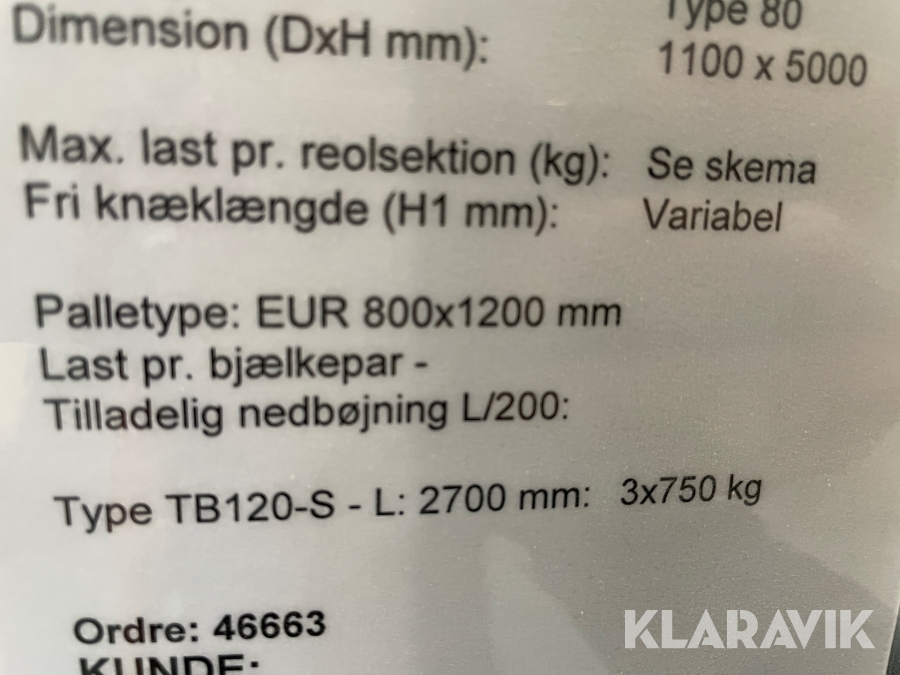 Type 80
Dimension (DxH mm): 1100 x 5000
Max. last pr. reolsektion (kg): Se skema
Fri knæklængde (H1 mm): Variabel
Palletype: EUR 800x1200 mm
Last pr. bjælkepar -
Tilladelig nedbøjning L/200:
Type TB120-S - L: 2700 mm: 3x750 kg
Ordre: 46663
KUNDE:
KLARAVIK